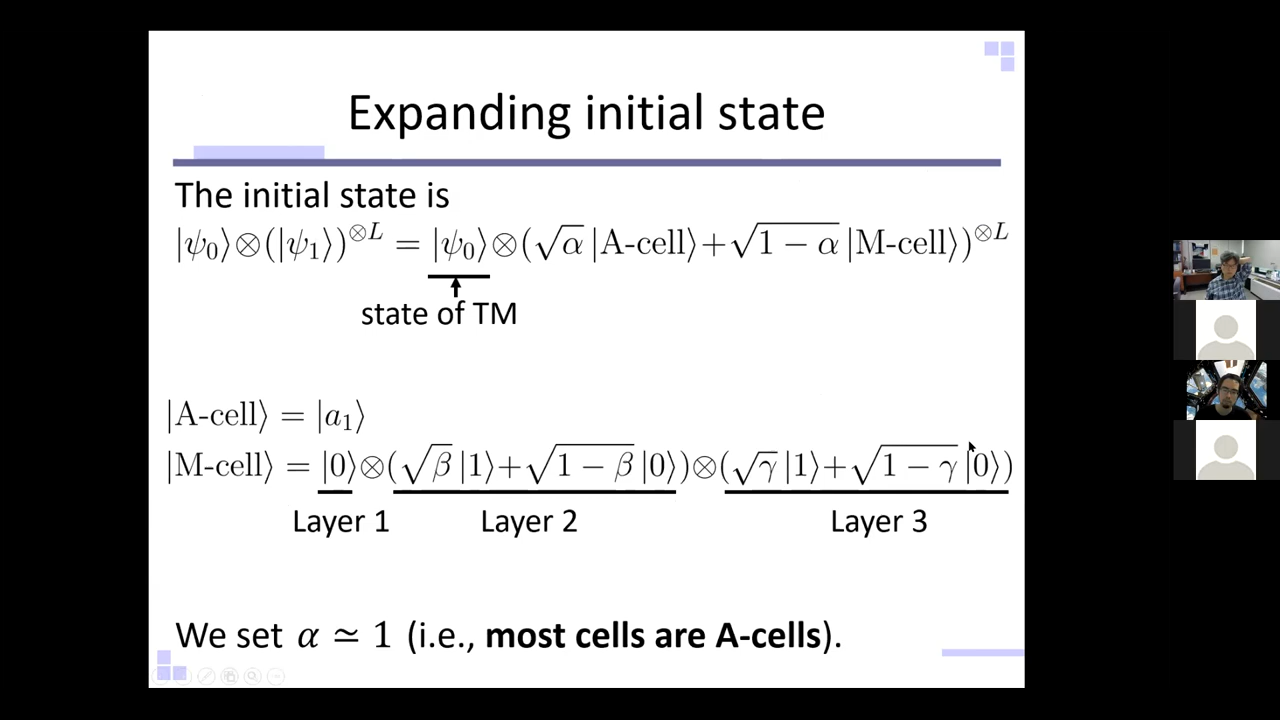 Expanding initial state
The initial state is
|ψ₀⟩⊗(|ψ₁⟩)^{⊗L} = |ψ₀⟩⊗(√α |A-cell⟩+√(1 − α) |M-cell⟩)^{⊗L}
state of TM
|A-cell⟩ = |a₁⟩
|M-cell⟩ = |0⟩⊗(√β |1⟩+√(1 − β) |0⟩)⊗(√γ |1⟩+√(1 − γ) |0⟩)
Layer 1 Layer 2 Layer 3
We set α ≃ 1 (i.e., most cells are A-cells).